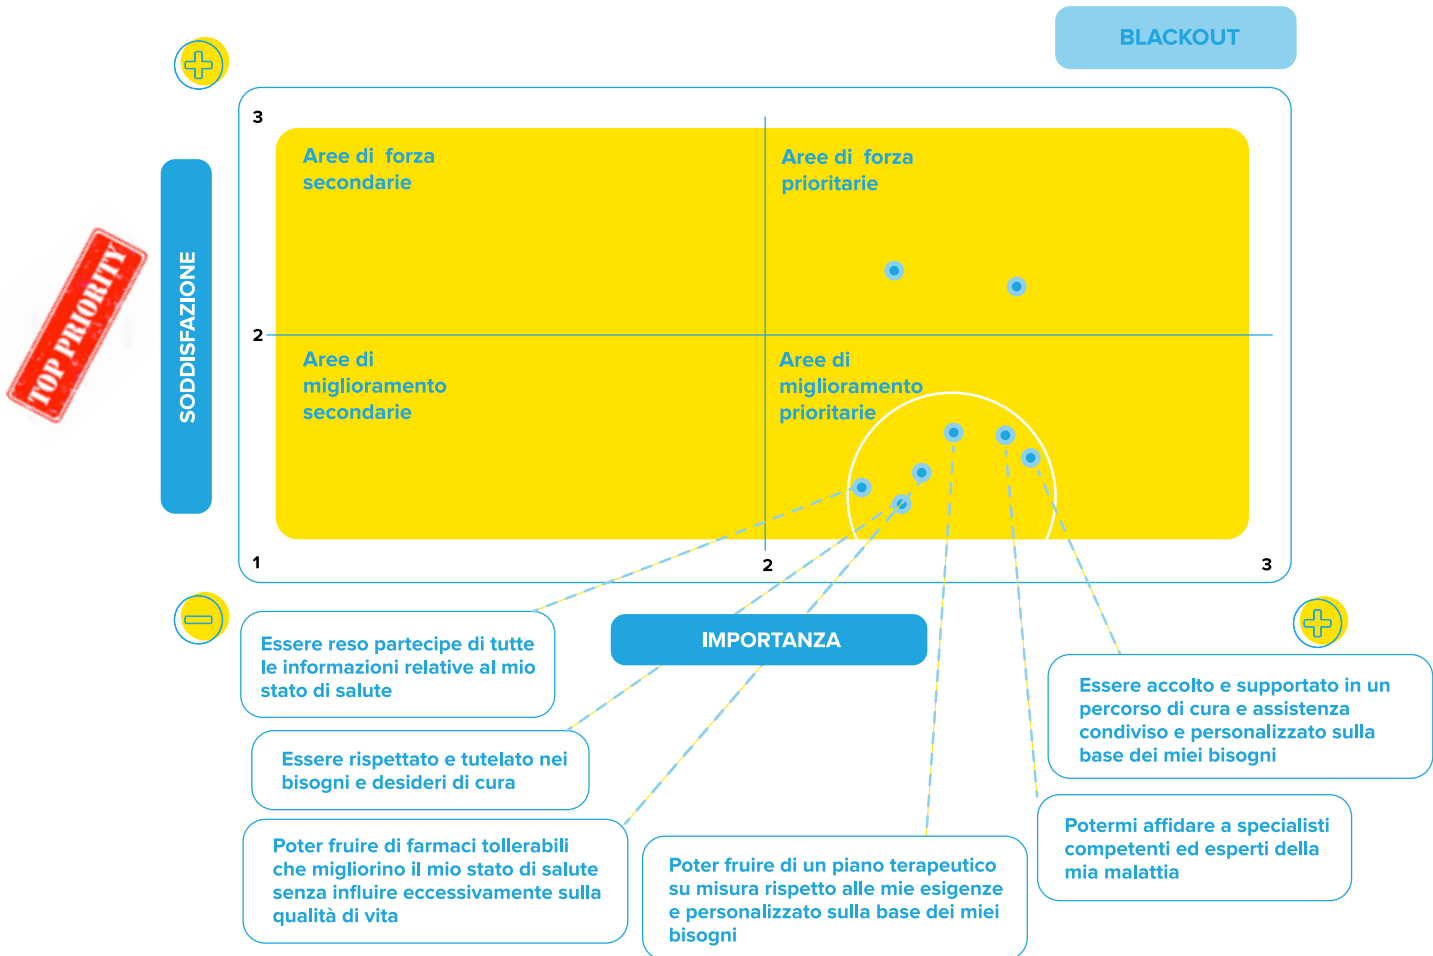 BLACKOUT
3
Aree di forza
secondarie
Aree di forza
prioritarie
SODDISFAZIONE
TOP PRIORITY
2
Aree di
miglioramento
secondarie
Aree di
miglioramento
prioritarie
1
2
3
IMPORTANZA
Essere reso partecipe di tutte
le informazioni relative al mio
stato di salute
Essere rispettato e tutelato nei
bisogni e desideri di cura
Poter fruire di farmaci tollerabili
che migliorino il mio stato di salute
senza influire eccessivamente sulla
qualità di vita
Poter fruire di un piano terapeutico
su misura rispetto alle mie esigenze
e personalizzato sulla base dei miei
bisogni
Essere accolto e supportato in un
percorso di cura e assistenza
condiviso e personalizzato sulla
base dei miei bisogni
Potermi affidare a specialisti
competenti ed esperti della
mia malattia